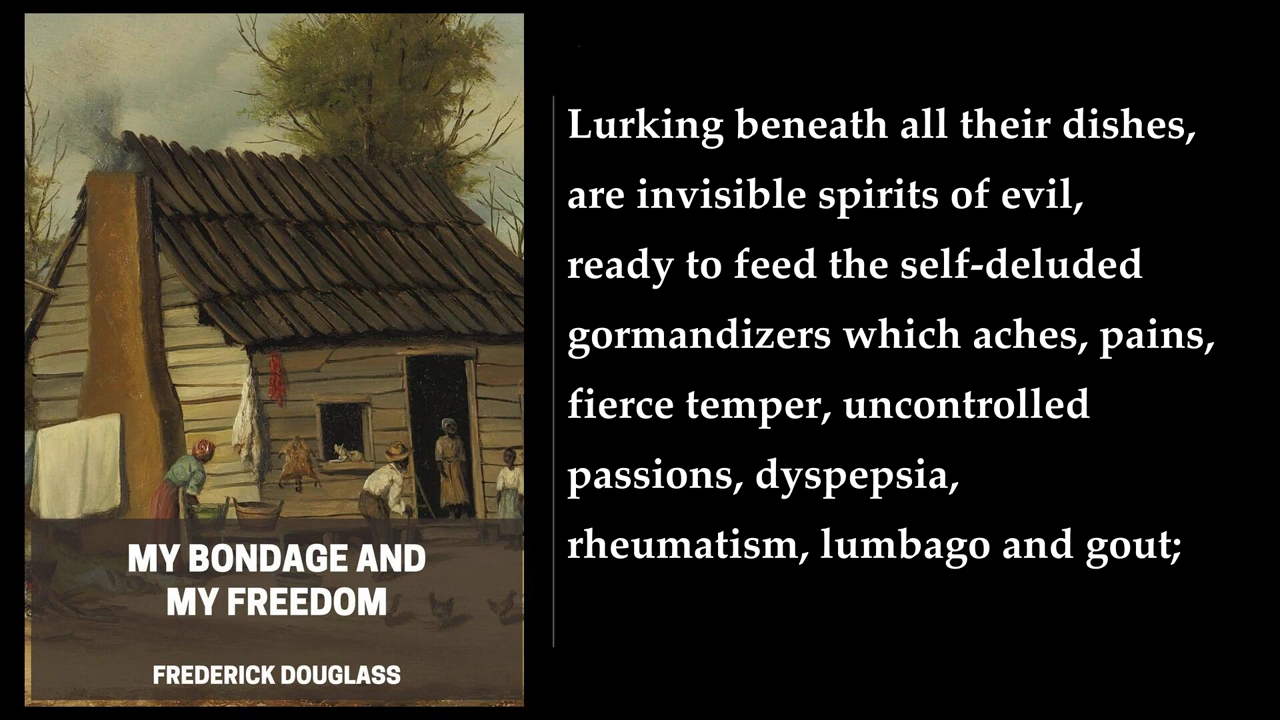 MY BONDAGE AND
MY FREEDOM
FREDERICK DOUGLASS
Lurking beneath all their dishes,
are invisible spirits of evil,
ready to feed the self-deluded
gormandizers which aches, pains,
fierce temper, uncontrolled
passions, dyspepsia,
rheumatism, lumbago and gout;